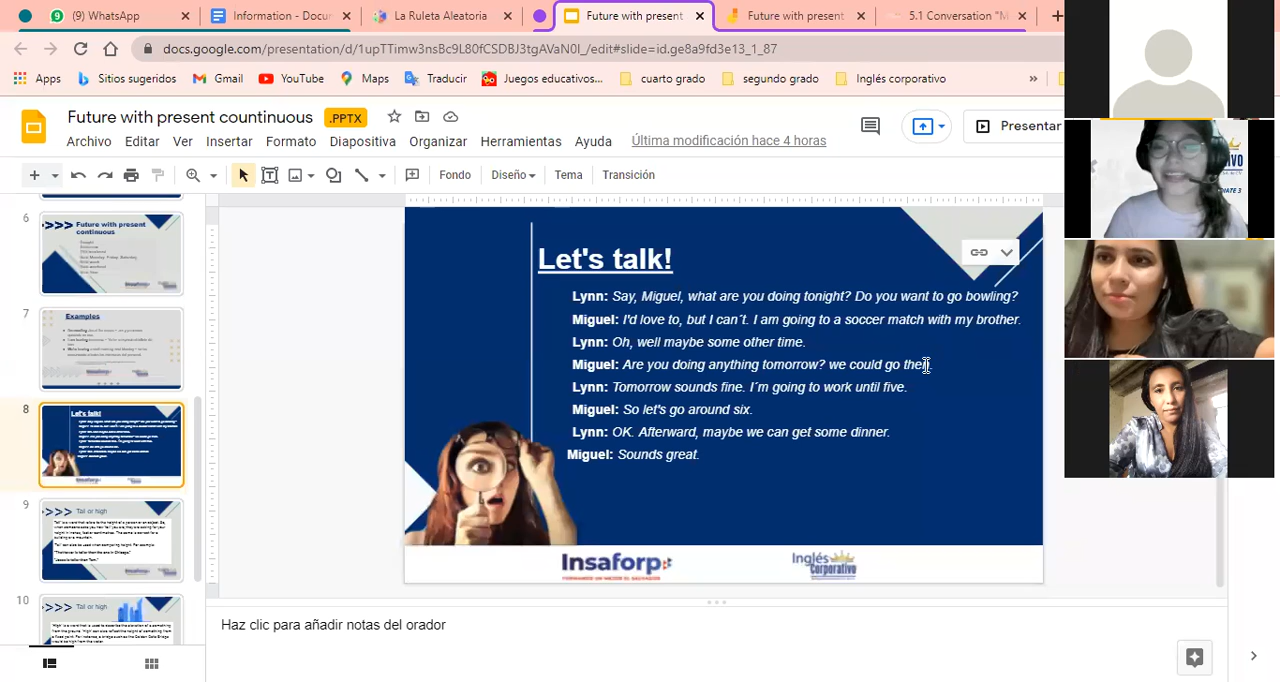 (9) WhatsApp
Information - Docur
La Ruleta Aleatoria
Future with present
Future with present
5.1 Conversation "M
docs.google.com/presentation/d/1upTTimw3nsBc9L80fCSDBJ3tgAVaN0I_/edit#slide=id.ge8a9fd3e13_1_87
Apps
Sitios sugeridos
Gmail
YouTube
Maps
Traducir
Juegos educativos...
cuarto grado
segundo grado
Inglés corporativo
Future with present countinuous
.PPTX
Archivo Editar Ver Insertar Formato Diapositiva Organizar Herramientas Ayuda
Última modificación hace 4 horas
Presentar
Fondo
Diseño
Tema
Transición
6
Future with present
continuous
7
Examples
8
Let's talk!
9
Tall or high
10
Tall or high
Let's talk!
Lynn: Say, Miguel, what are you doing tonight? Do you want to go bowling?
Miguel: I'd love to, but I can´t. I am going to a soccer match with my brother.
Lynn: Oh, well maybe some other time.
Miguel: Are you doing anything tomorrow? we could go then.
Lynn: Tomorrow sounds fine. I´m going to work until five.
Miguel: So let's go around six.
Lynn: OK. Afterward, maybe we can get some dinner.
Miguel: Sounds great.
Insaforp
Inglés
Corporativo
Haz clic para añadir notas del orador